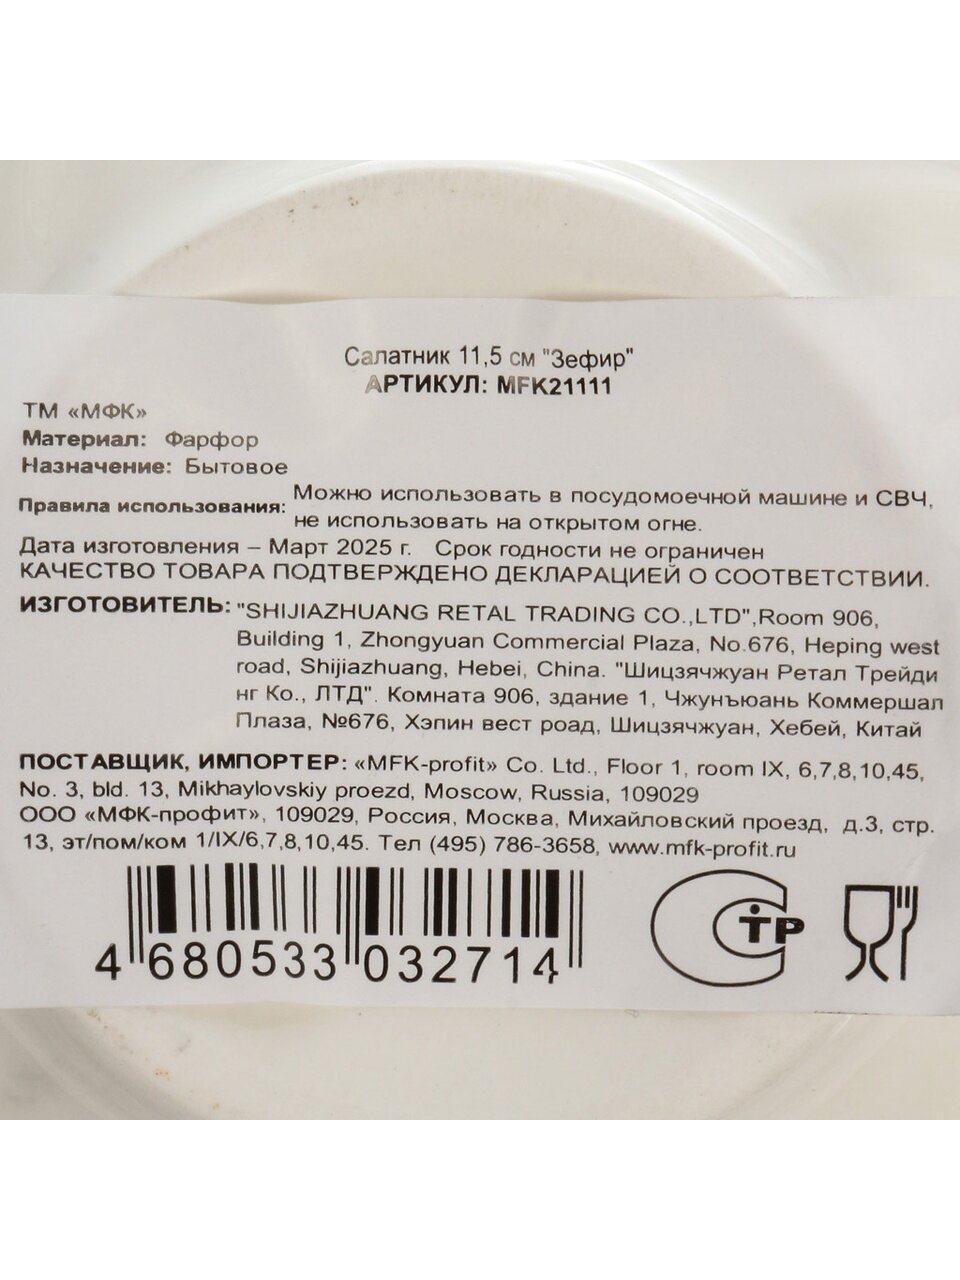 Салатник 11,5 см "Зефир"
АРТИКУЛ: MFK21111
ТМ «МФК»
Материал: Фарфор
Назначение: Бытовое
Правила использования: Можно использовать в посудомоечной машине и СВЧ,
не использовать на открытом огне.
Дата изготовления – Март 2025 г. Срок годности не ограничен
КАЧЕСТВО ТОВАРА ПОДТВЕРЖДЕНО ДЕКЛАРАЦИЕЙ О СООТВЕТСТВИИ.
ИЗГОТОВИТЕЛЬ: "SHIJIAZHUANG RETAL TRADING CO.,LTD",Room 906,
Building 1, Zhongyuan Commercial Plaza, No.676, Heping west
road, Shijiazhuang, Hebei, China. "Шицзячжуан Ретал Трейди
нг Ко., ЛТД". Комната 906, здание 1, Чжунъюань Коммершал
Плаза, №676, Хэпин вест роад, Шицзячжуан, Хебей, Китай
ПОСТАВЩИК, ИМПОРТЕР: «MFK-profit» Co. Ltd., Floor 1, room IX, 6,7,8,10,45,
No. 3, bld. 13, Mikhaylovskiy proezd, Moscow, Russia, 109029
ООО «МФК-профит», 109029, Россия, Москва, Михайловский проезд, д.3, стр.
13, эт/пом/ком 1/IX/6,7,8,10,45. Тел (495) 786-3658, www.mfk-profit.ru
4 680533 032714
СТР